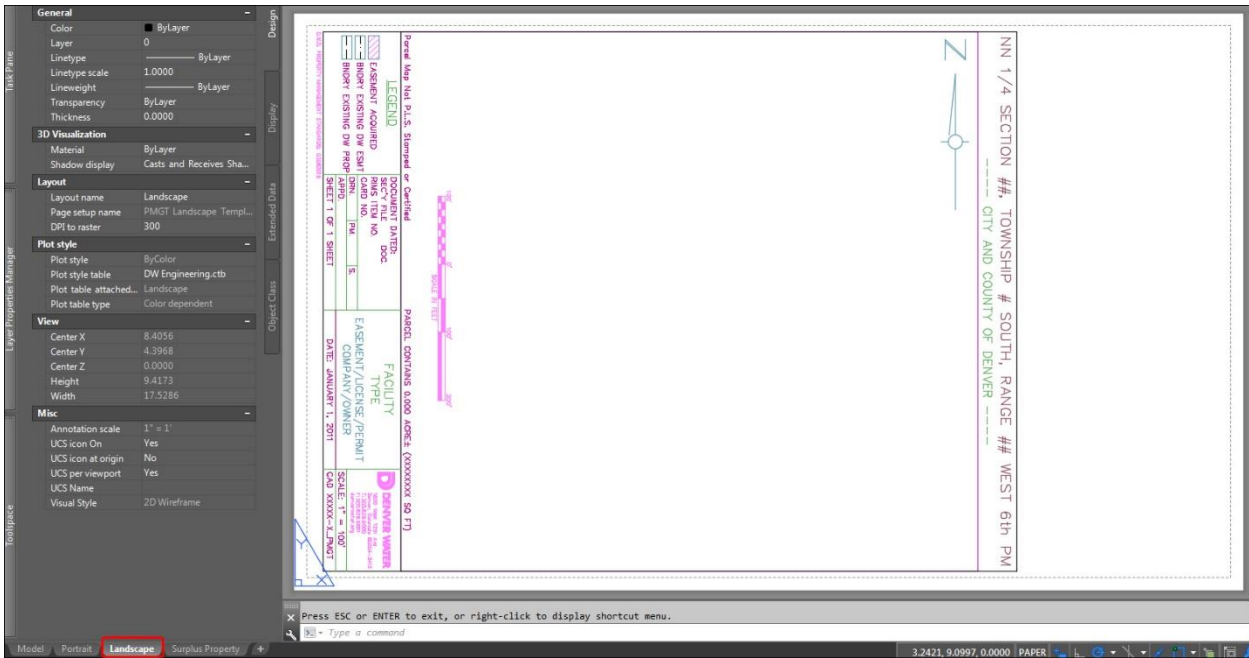 General
Color ByLayer
Layer 0
Linetype ByLayer
Linetype scale 1.0000
Lineweight ByLayer
Transparency ByLayer
Thickness 0.0000
3D Visualization
Material ByLayer
Shadow display Casts and Receives Sha...
Layout
Layout name Landscape
Page setup name PMGT Landscape Templ...
DPI to raster 300
Plot style
Plot style ByColor
Plot style table DW Engineering.ctb
Plot table attached... Landscape
Plot table type Color dependent
View
Center X 8.4056
Center Y 4.3968
Center Z 0.0000
Height 9.4173
Width 17.5286
Misc
Annotation scale 1" = 1'
UCS icon On Yes
UCS icon at origin No
UCS per viewport Yes
UCS Name
Visual Style 2D Wireframe
Task Pane
Layer Properties Manager
Toolspace
Design
Display
Extended Data
Object Class
NN 1/4 SECTION ##, TOWNSHIP # SOUTH, RANGE ## WEST 6th PM
---- CITY AND COUNTY OF DENVER ----
N
100' 0' 100' 200'
SCALE IN FEET
Parcel Map Not P.L.S. Stamped or Certified
PARCEL CONTAINS 0.000 ACRE± (XXXXXXX SQ FT)
LEGEND
EASEMENT ACQUIRED
BNDRY EXISTING DW ESMT
BNDRY EXISTING DW PROP
DOCUMENT DATED:
SEC'Y FILE DOC.
RIMS ITEM NO.
CARD NO.
DRN. PM. S.
APPD.
SHEET 1 OF 1 SHEET
FACILITY
TYPE
EASEMENT/LICENSE/PERMIT
COMPANY/OWNER
DATE: JANUARY 1, 2011
D DENVER WATER
SCALE: 1" = 100'
CAD XXXXX-X_PMGT
Y
X
Press ESC or ENTER to exit, or right-click to display shortcut menu.
Type a command
Model Portrait Landscape Surplus Property +
3.2421, 9.0997, 0.0000 PAPER